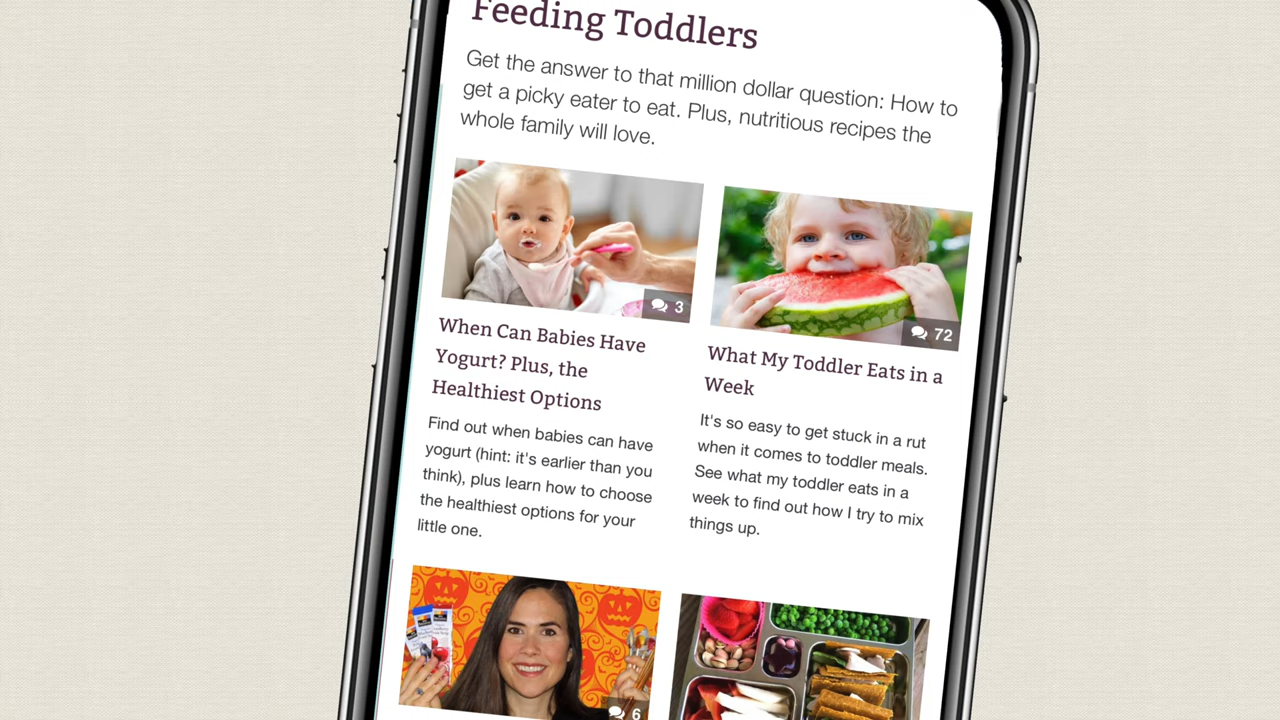 Feeding Toddlers
Get the answer to that million dollar question: How to
get a picky eater to eat. Plus, nutritious recipes the
whole family will love.
3
When Can Babies Have
Yogurt? Plus, the
Healthiest Options
Find out when babies can have
yogurt (hint: it's earlier than you
think), plus learn how to choose
the healthiest options for your
little one.
72
What My Toddler Eats in a
Week
It's so easy to get stuck in a rut
when it comes to toddler meals.
See what my toddler eats in a
week to find out how I try to mix
things up.
6